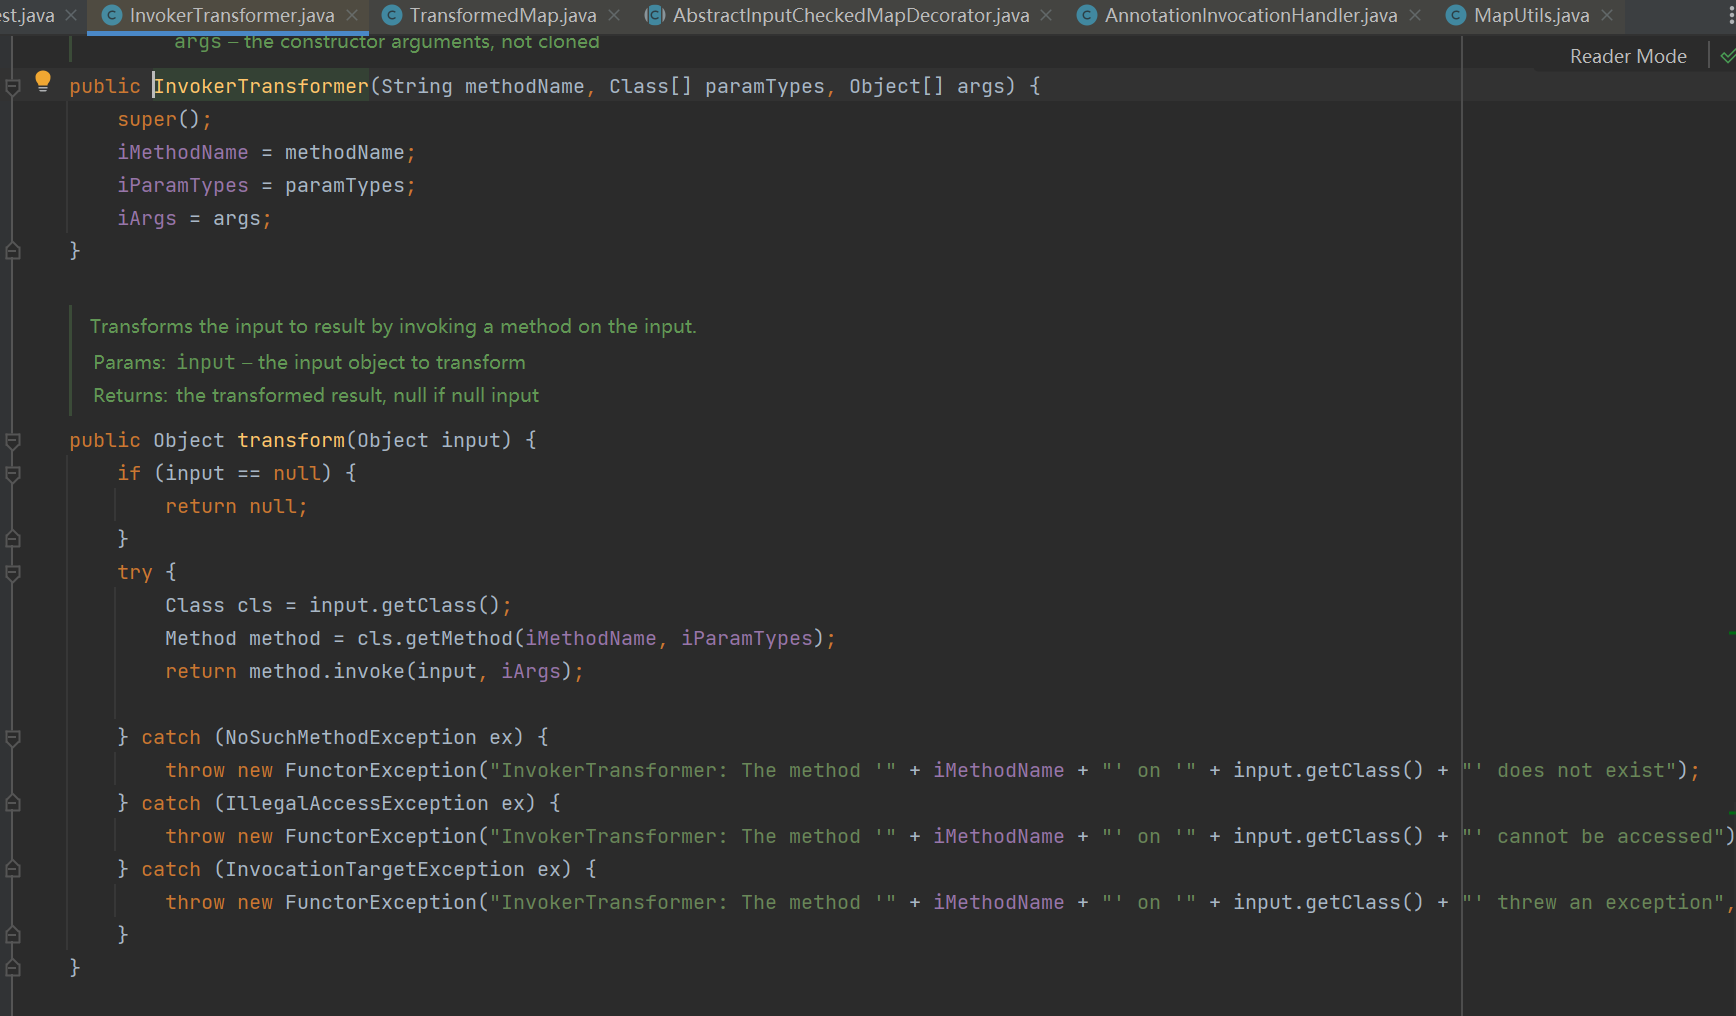 est.java InvokerTransformer.java TransformedMap.java AbstractInputCheckedMapDecorator.java AnnotationInvocationHandler.java MapUtils.java
args – the constructor arguments, not cloned
Reader Mode
public InvokerTransformer(String methodName, Class[] paramTypes, Object[] args) {
super();
iMethodName = methodName;
iParamTypes = paramTypes;
iArgs = args;
}
Transforms the input to result by invoking a method on the input.
Params: input – the input object to transform
Returns: the transformed result, null if null input
public Object transform(Object input) {
if (input == null) {
return null;
}
try {
Class cls = input.getClass();
Method method = cls.getMethod(iMethodName, iParamTypes);
return method.invoke(input, iArgs);
} catch (NoSuchMethodException ex) {
throw new FunctorException("InvokerTransformer: The method '" + iMethodName + "' on '" + input.getClass() + "' does not exist");
} catch (IllegalAccessException ex) {
throw new FunctorException("InvokerTransformer: The method '" + iMethodName + "' on '" + input.getClass() + "' cannot be accessed")
} catch (InvocationTargetException ex) {
throw new FunctorException("InvokerTransformer: The method '" + iMethodName + "' on '" + input.getClass() + "' threw an exception",
}
}